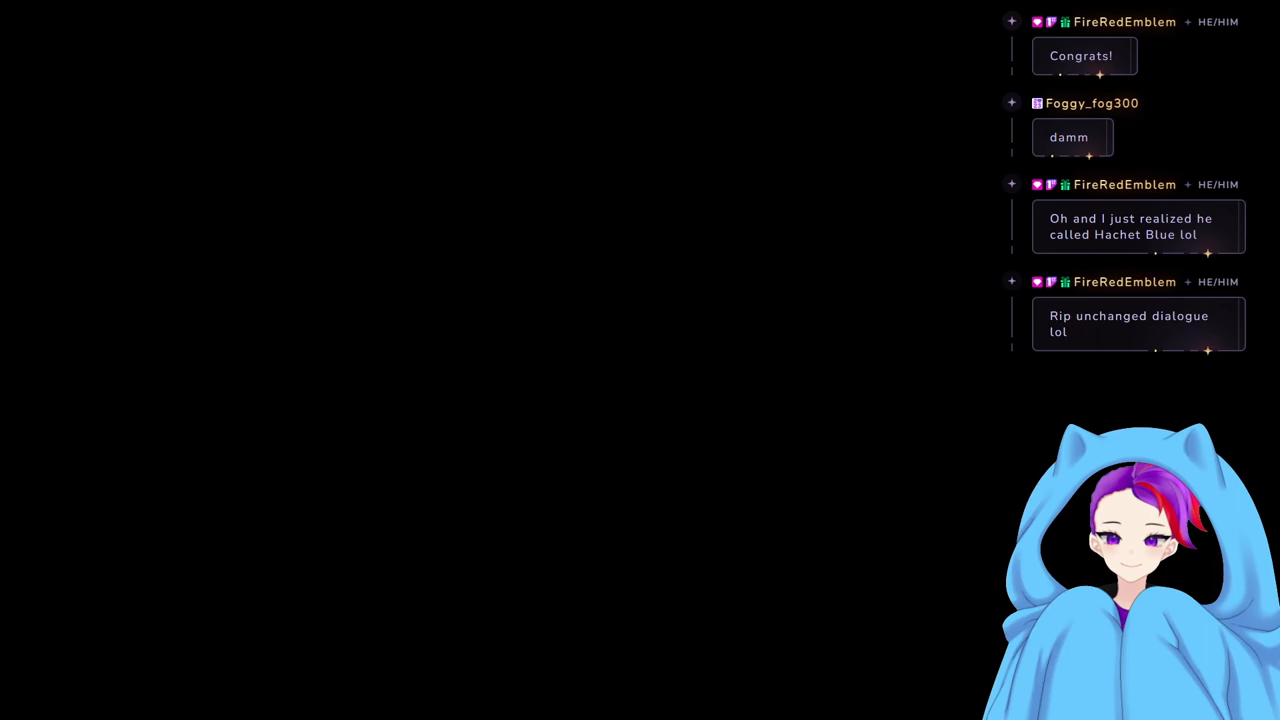 FireRedEmblem HE/HIM
Congrats!
Foggy_fog300
damm
FireRedEmblem HE/HIM
Oh and I just realized he
called Hachet Blue lol
FireRedEmblem HE/HIM
Rip unchanged dialogue
lol